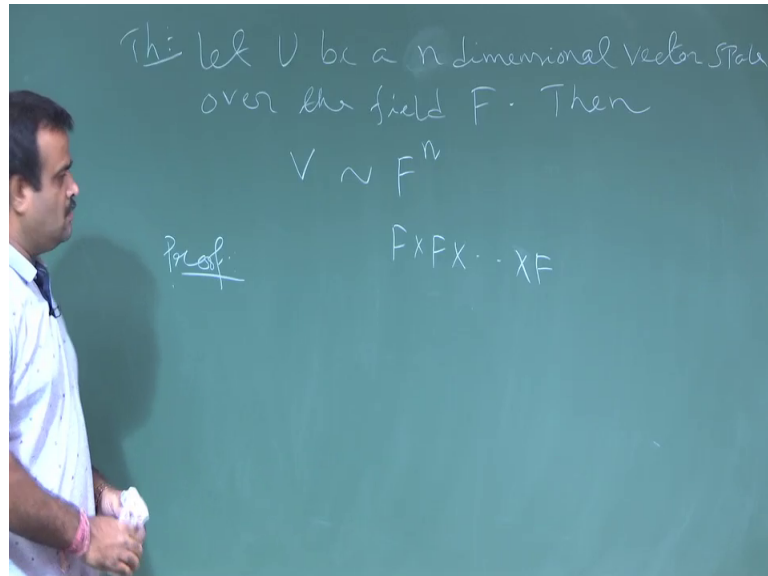 Th: Let V be a n dimensional vector space
over the field F. Then
V ~ F^n
F×F×..×F
Proof.